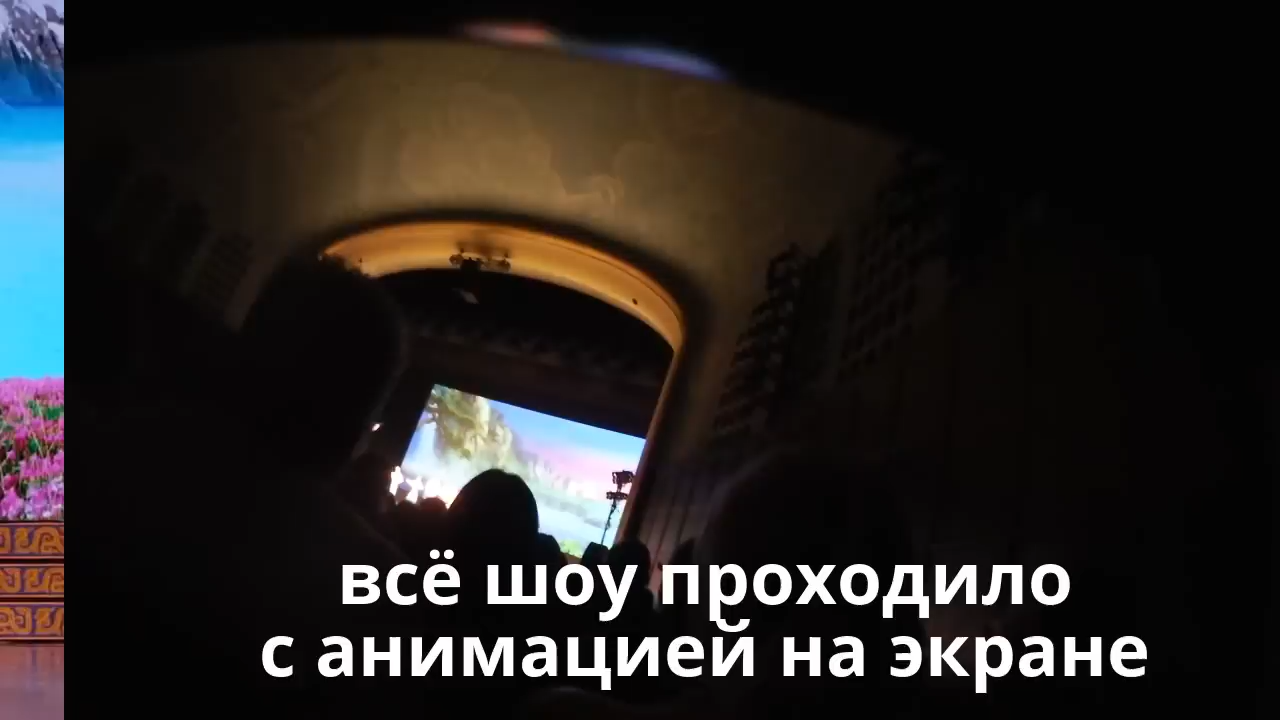 всё шоу проходило
с анимацией на экране